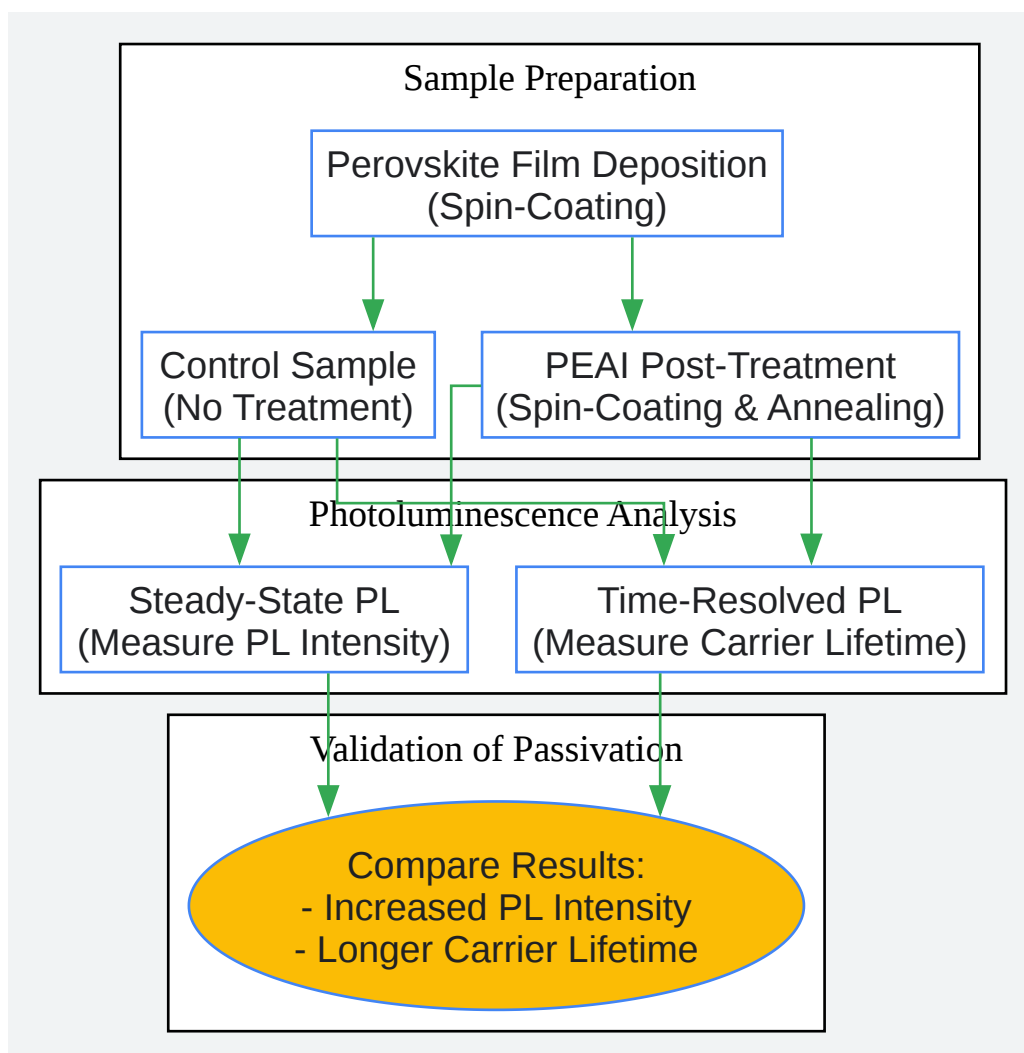 Sample Preparation
Perovskite Film Deposition
(Spin-Coating)
Control Sample
(No Treatment)
PEAI Post-Treatment
(Spin-Coating & Annealing)
Photoluminescence Analysis
Steady-State PL
(Measure PL Intensity)
Time-Resolved PL
(Measure Carrier Lifetime)
Validation of Passivation
Compare Results:
- Increased PL Intensity
- Longer Carrier Lifetime